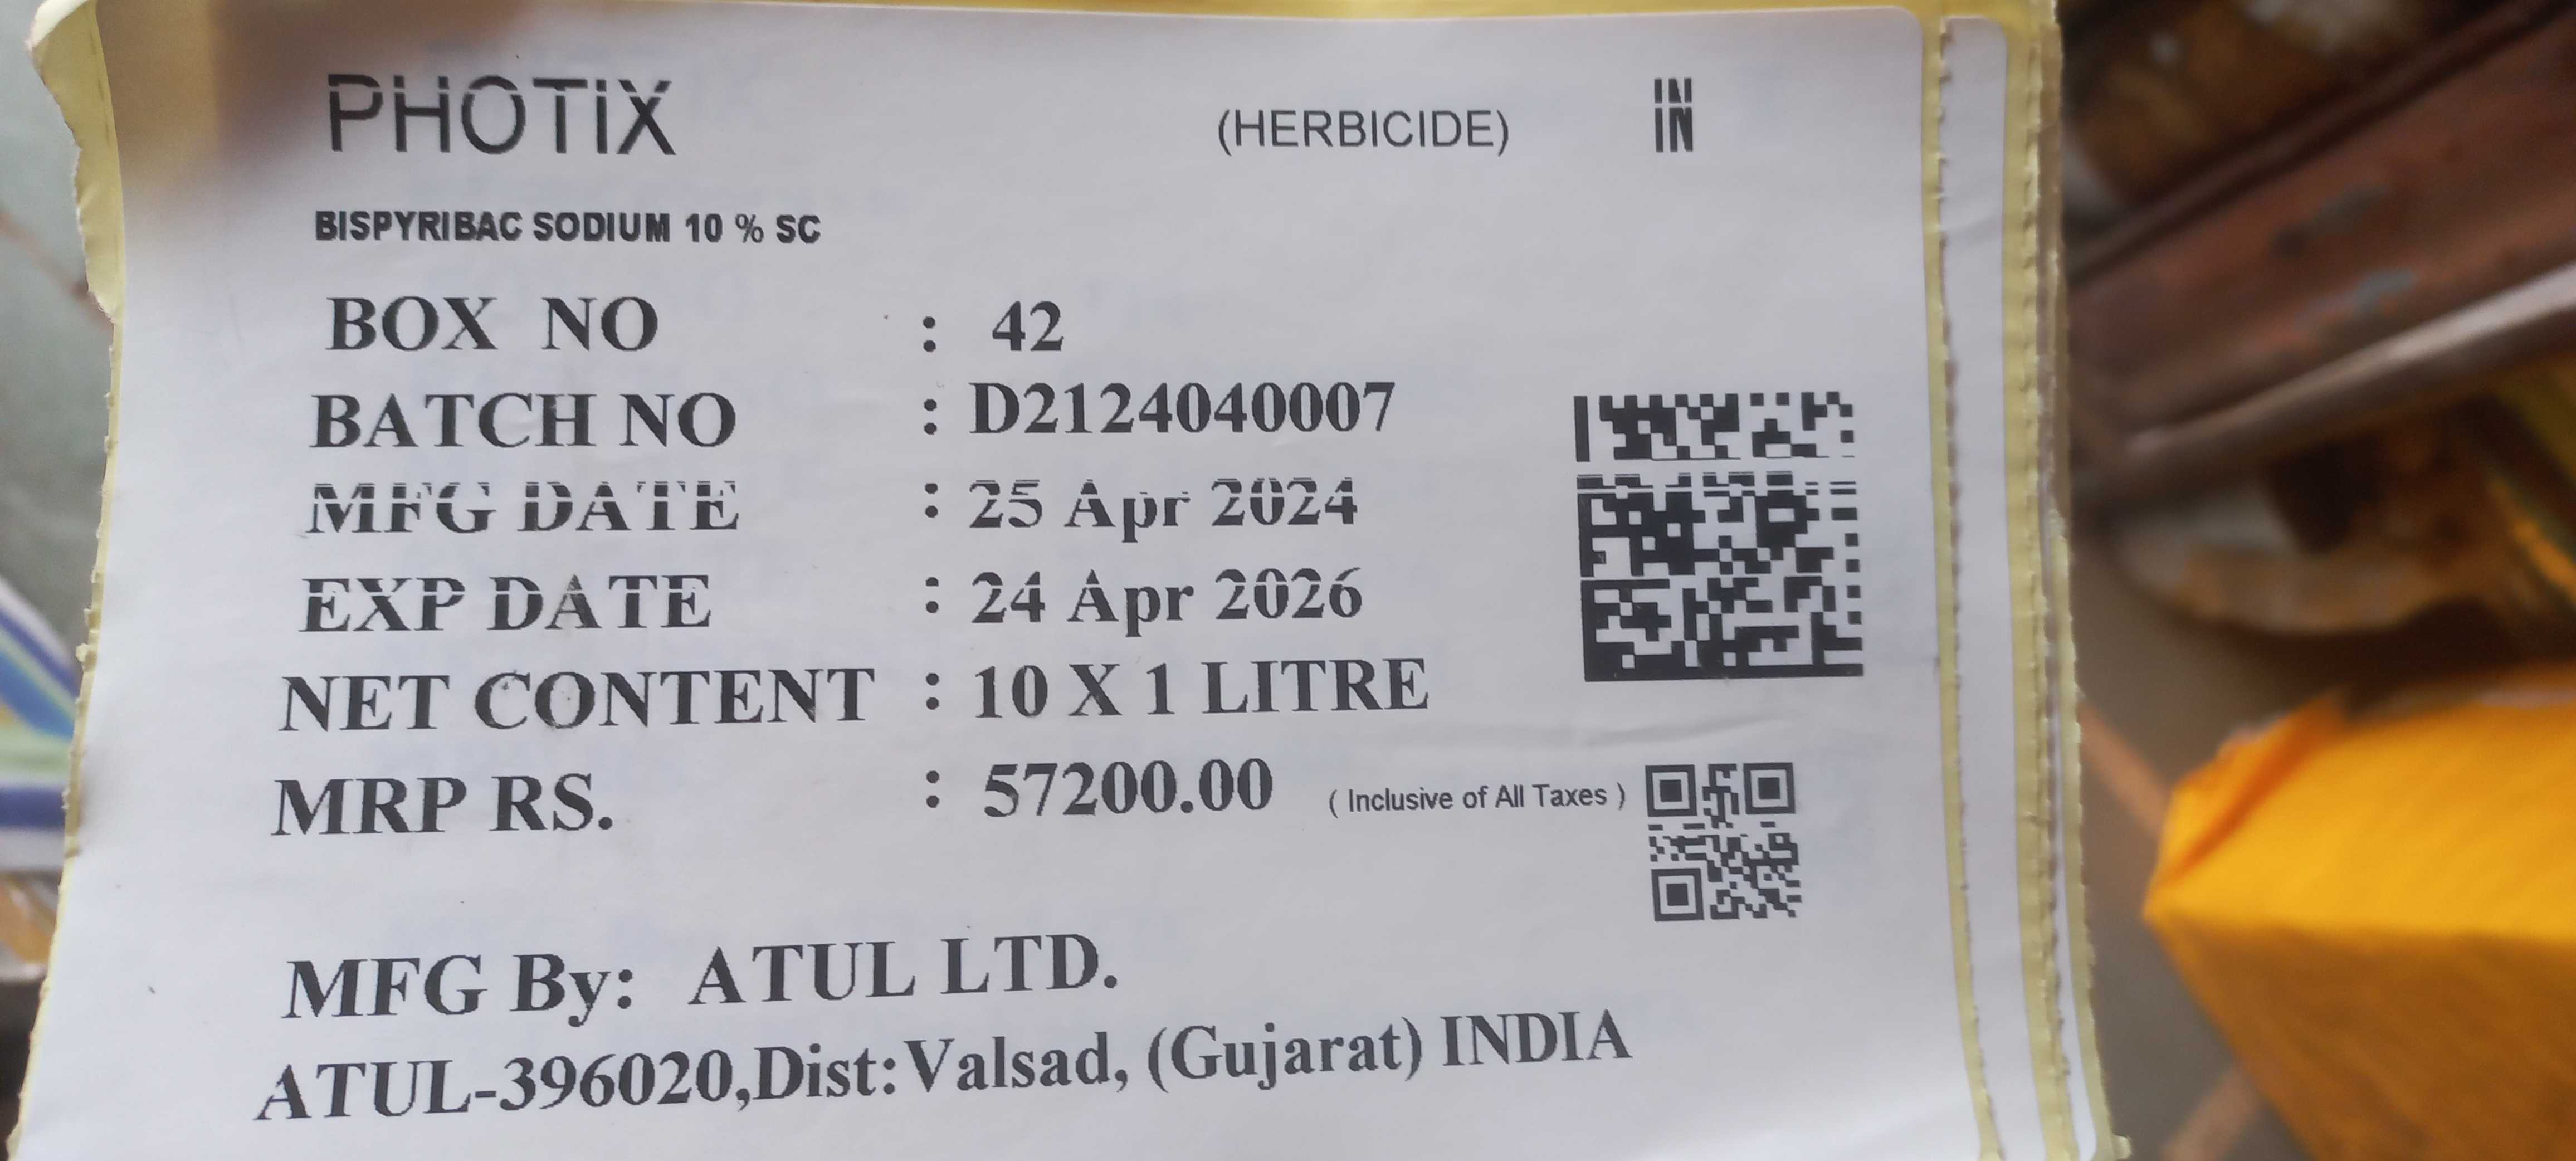 PHOTiX (HERBICIDE) IN
BISPYRIBAC SODIUM 10 % SC
BOX NO : 42
BATCH NO : D2124040007
MFG DATE : 25 Apr 2024
EXP DATE : 24 Apr 2026
NET CONTENT : 10 X 1 LITRE
MRP RS. : 57200.00 ( Inclusive of All Taxes )
MFG By: ATUL LTD.
ATUL-396020,Dist:Valsad, (Gujarat) INDIA